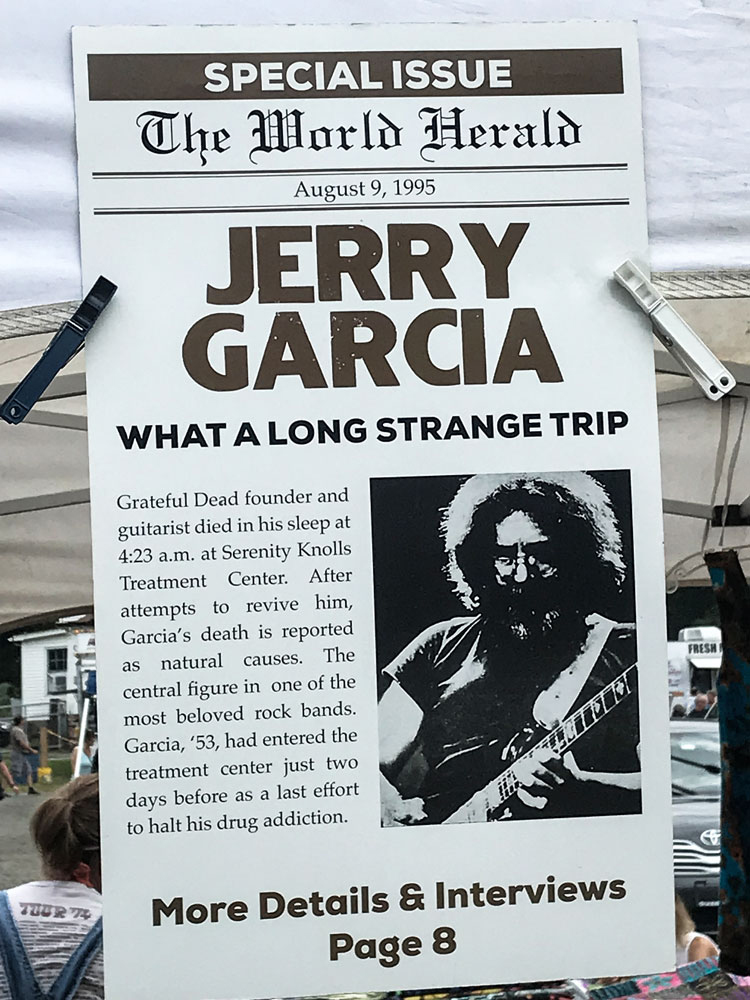 SPECIAL ISSUE
The World Herald
August 9, 1995
JERRY
GARCIA
WHAT A LONG STRANGE TRIP
Grateful Dead founder and
guitarist died in his sleep at
4:23 a.m. at Serenity Knolls
Treatment Center. After
attempts to revive him,
Garcia's death is reported
as natural causes. The
central figure in one of the
most beloved rock bands.
Garcia, '53, had entered the
treatment center just two
days before as a last effort
to halt his drug addiction.
More Details & Interviews
Page 8
FRESH
TOUR '74